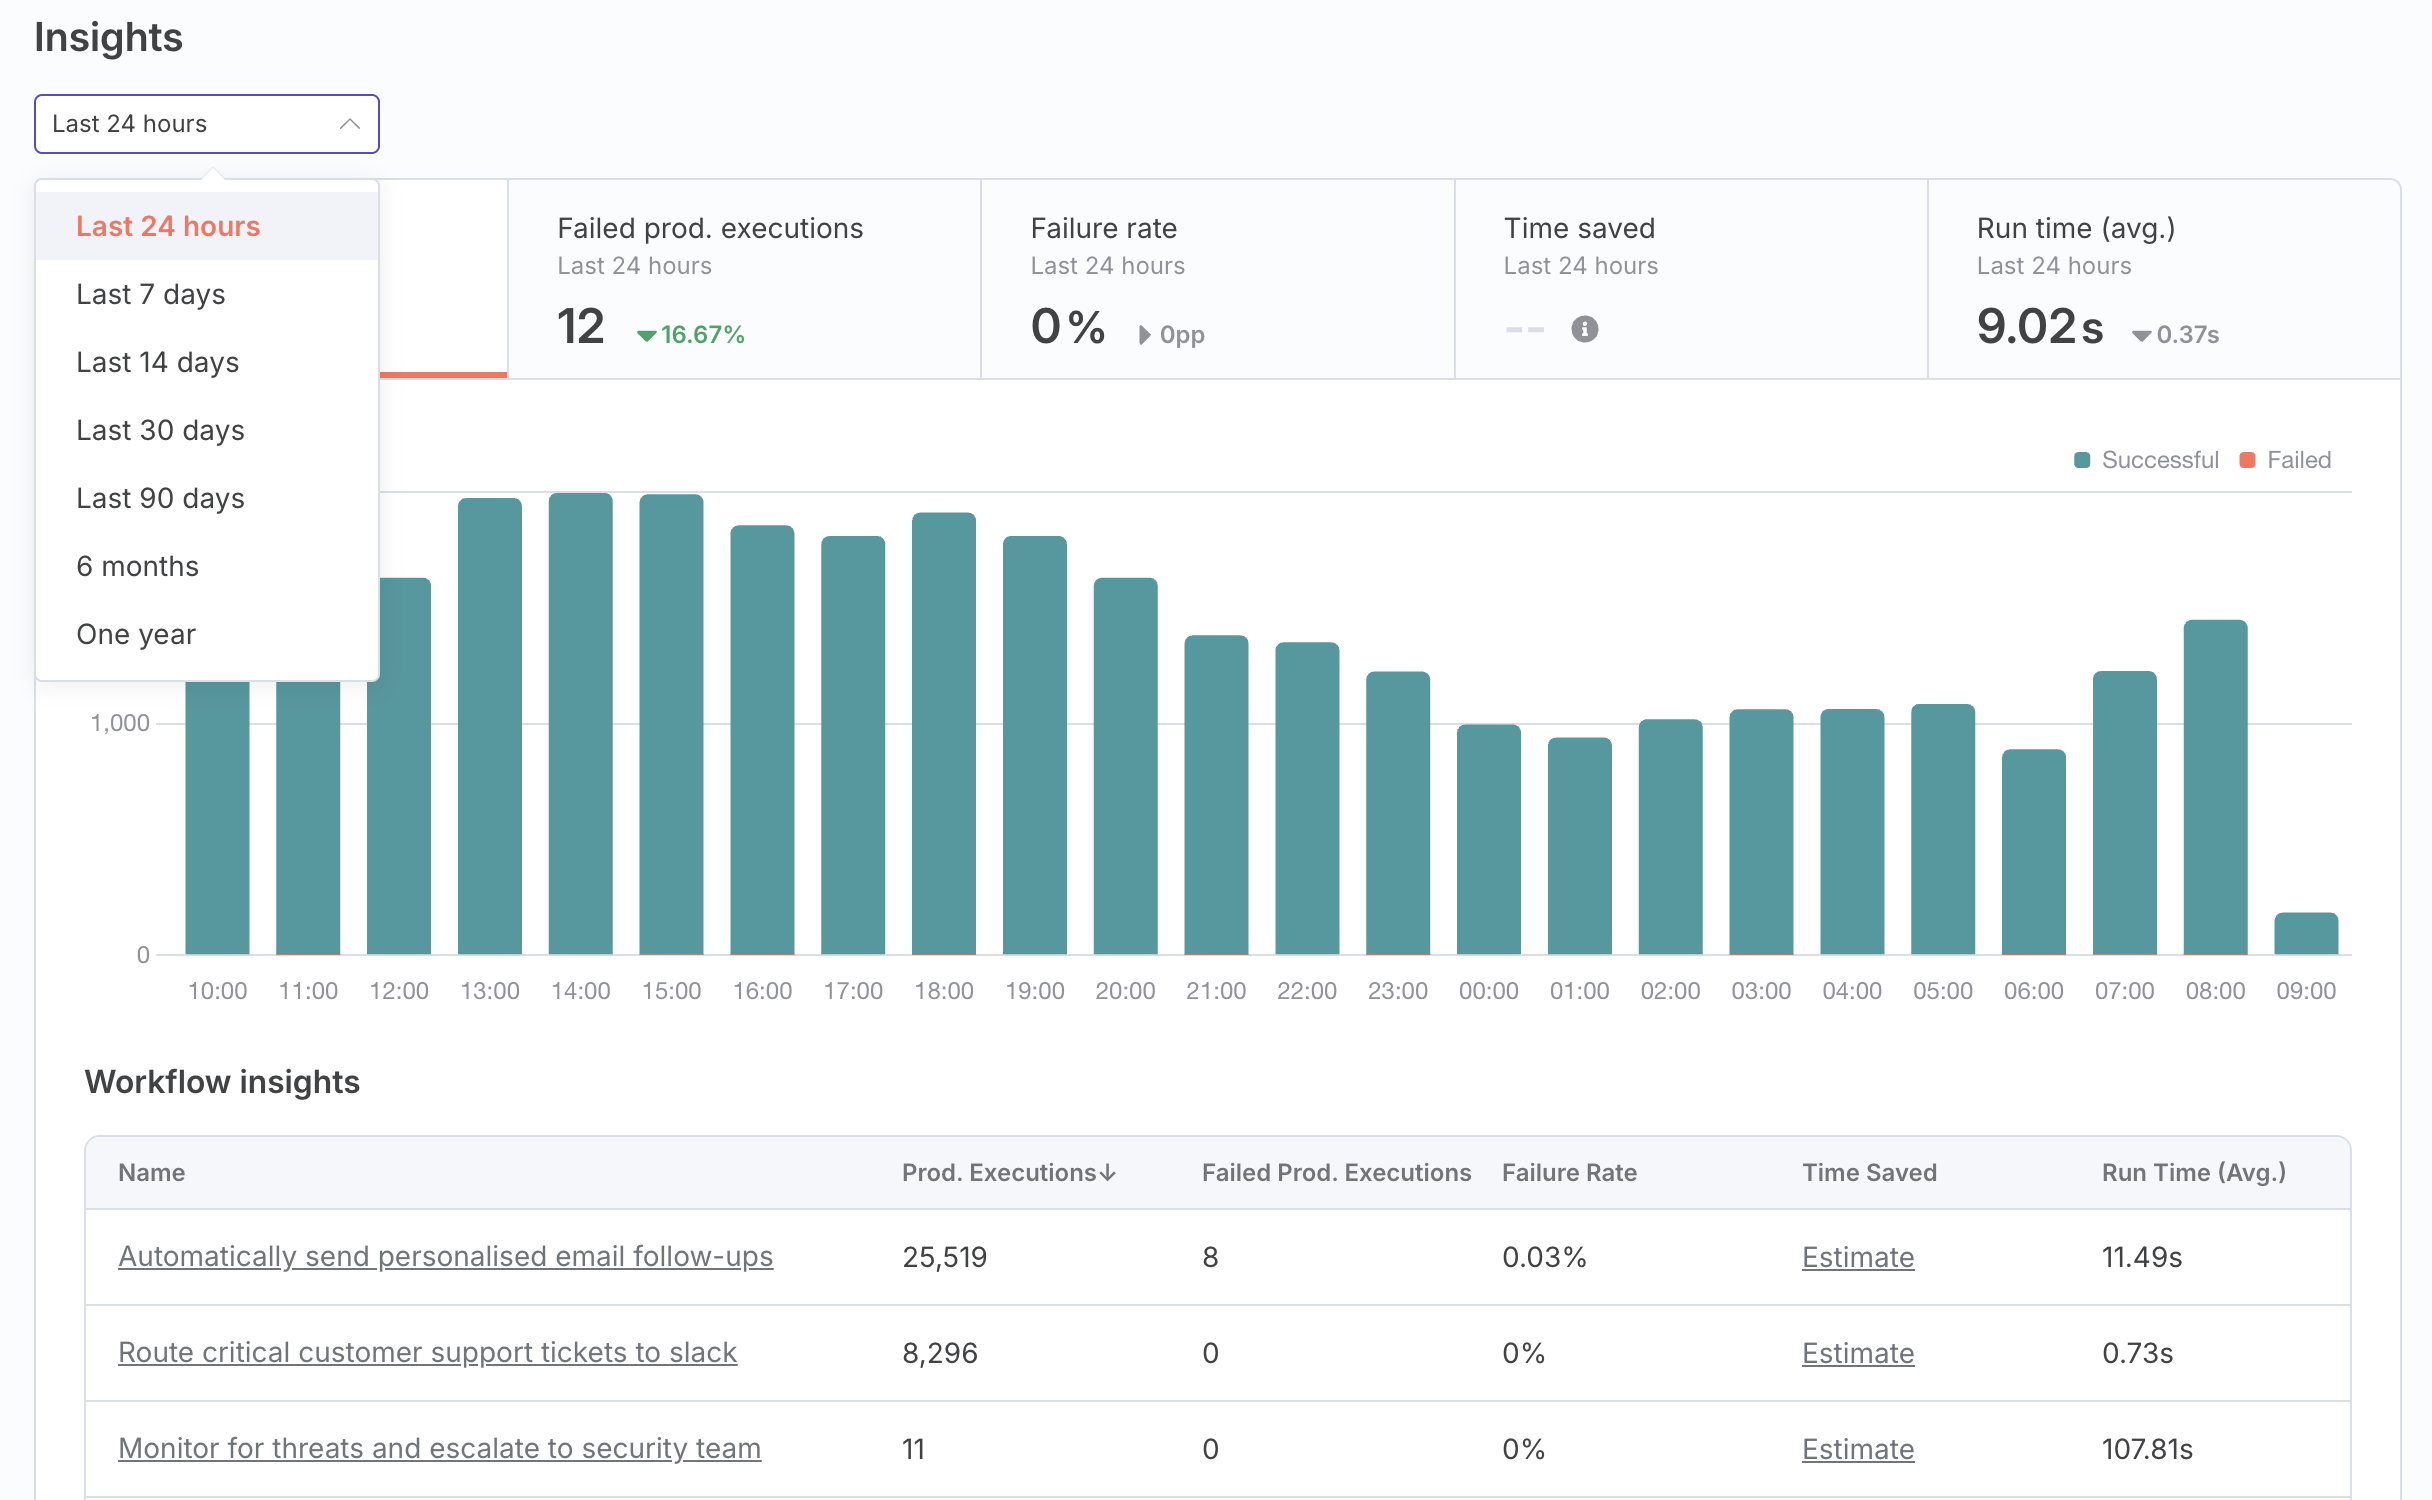 Insights
Last 24 hours
Last 24 hours
Last 7 days
Last 14 days
Last 30 days
Last 90 days
6 months
One year
Failed prod. executions
Last 24 hours
12 16.67%
Failure rate
Last 24 hours
0% 0pp
Time saved
Last 24 hours
--
Run time (avg.)
Last 24 hours
9.02s 0.37s
Successful Failed
1,000
0
10:00 11:00 12:00 13:00 14:00 15:00 16:00 17:00 18:00 19:00 20:00 21:00 22:00 23:00 00:00 01:00 02:00 03:00 04:00 05:00 06:00 07:00 08:00 09:00
Workflow insights
Name Prod. Executions↓ Failed Prod. Executions Failure Rate Time Saved Run Time (Avg.)
Automatically send personalised email follow-ups 25,519 8 0.03% Estimate 11.49s
Route critical customer support tickets to slack 8,296 0 0% Estimate 0.73s
Monitor for threats and escalate to security team 11 0 0% Estimate 107.81s